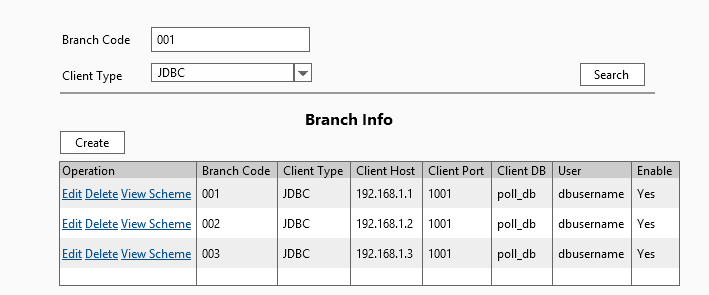 Branch Code 001
Client Type JDBC Search
Branch Info
Create
Operation Branch Code Client Type Client Host Client Port Client DB User Enable
Edit Delete View Scheme 001 JDBC 192.168.1.1 1001 poll_db dbusername Yes
Edit Delete View Scheme 002 JDBC 192.168.1.2 1001 poll_db dbusername Yes
Edit Delete View Scheme 003 JDBC 192.168.1.3 1001 poll_db dbusername Yes